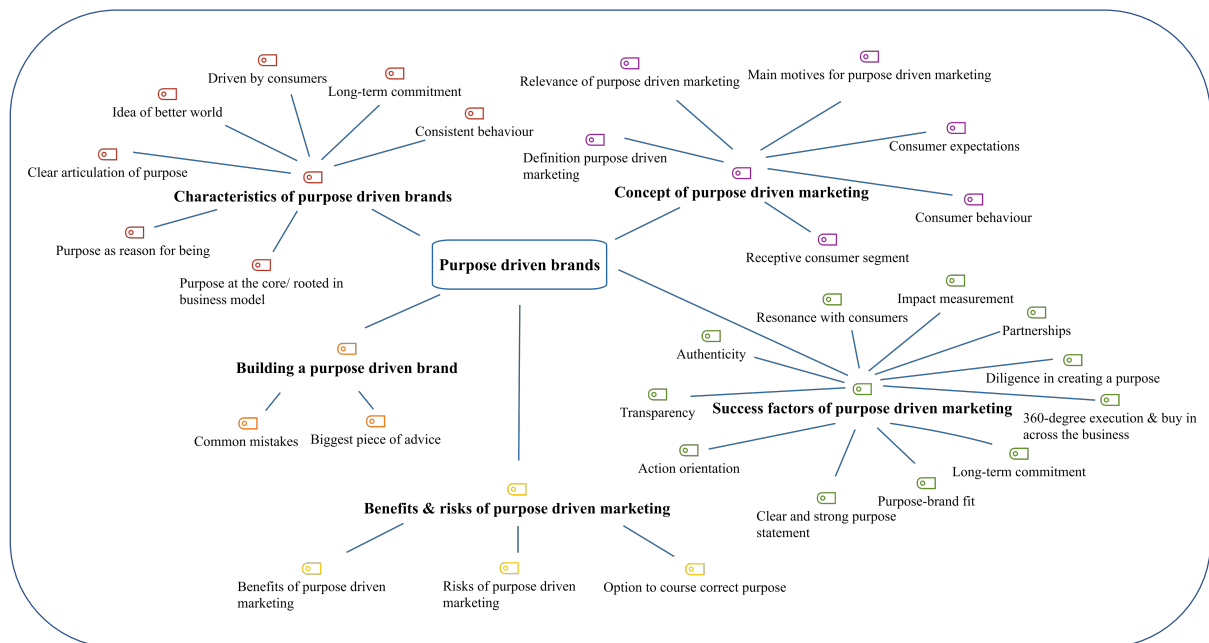 Driven by consumers
Long-term commitment
Idea of better world
Consistent behaviour
Clear articulation of purpose
Characteristics of purpose driven brands
Purpose as reason for being
Purpose at the core/ rooted in
business model
Relevance of purpose driven marketing
Main motives for purpose driven marketing
Definition purpose driven
marketing
Consumer expectations
Concept of purpose driven marketing
Consumer behaviour
Receptive consumer segment
Purpose driven brands
Building a purpose driven brand
Common mistakes
Biggest piece of advice
Impact measurement
Resonance with consumers
Partnerships
Authenticity
Diligence in creating a purpose
Transparency
Success factors of purpose driven marketing
360-degree execution & buy in
across the business
Action orientation
Long-term commitment
Purpose-brand fit
Clear and strong purpose
statement
Benefits & risks of purpose driven marketing
Benefits of purpose driven
marketing
Risks of purpose driven
marketing
Option to course correct purpose